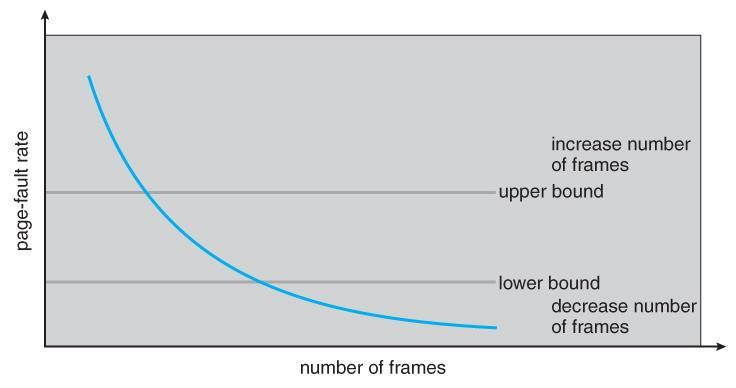 page-fault rate
increase number
of frames
upper bound
lower bound
decrease number
of frames
number of frames